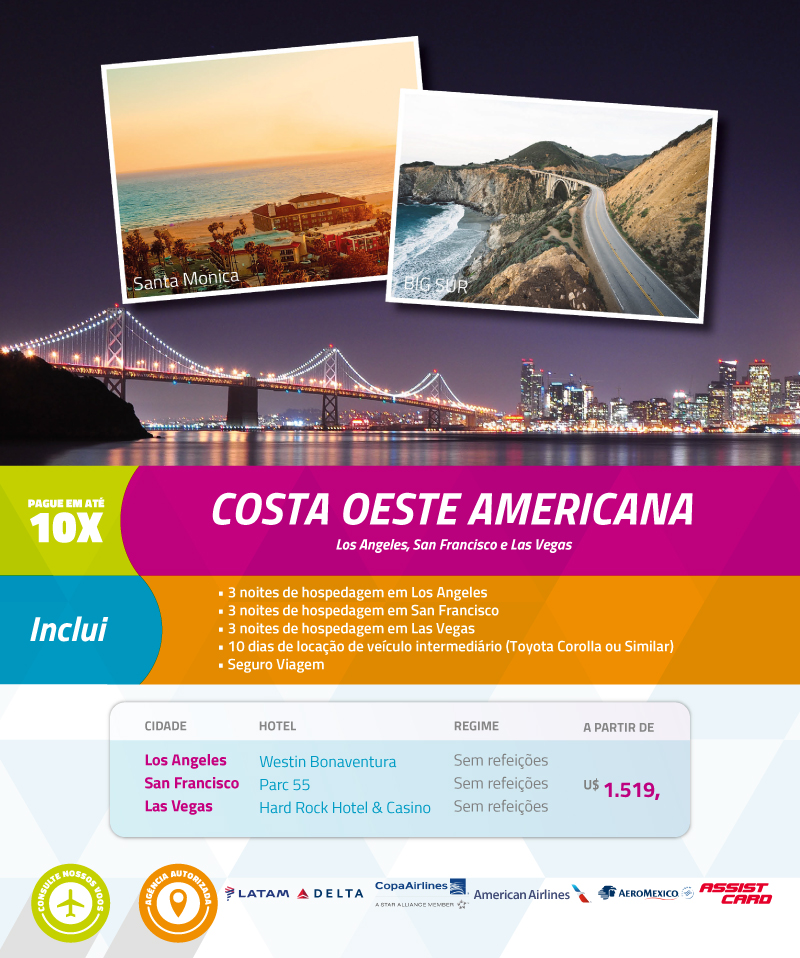 Santa Monica
BIG SUR
PAGUE EM ATÉ
10X
COSTA OESTE AMERICANA
Los Angeles, San Francisco e Las Vegas
Inclui
• 3 noites de hospedagem em Los Angeles
• 3 noites de hospedagem em San Francisco
• 3 noites de hospedagem em Las Vegas
• 10 dias de locação de veículo intermediário (Toyota Corolla ou Similar)
• Seguro Viagem
CIDADE HOTEL REGIME A PARTIR DE
Los Angeles Westin Bonaventura Sem refeições
San Francisco Parc 55 Sem refeições U$ 1.519,
Las Vegas Hard Rock Hotel & Casino Sem refeições
CONSULTE NOSSOS VOOS
AGÊNCIA AUTORIZADA
LATAM
DELTA
CopaAirlines
A STAR ALLIANCE MEMBER
American Airlines
AEROMEXICO.
ASSIST
CARD